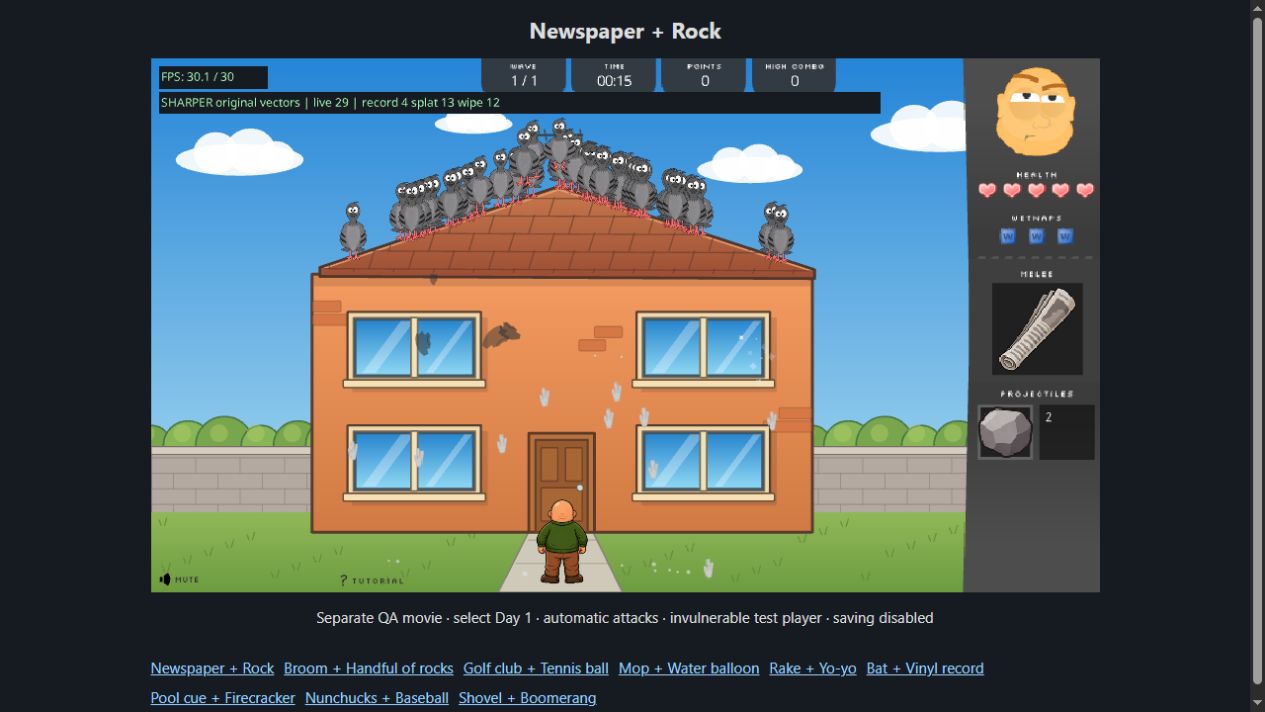 Newspaper + Rock
FPS: 30.1 / 30
WAVE
1 / 1
TIME
00:15
POINTS
0
HIGH COMBO
0
SHARPER original vectors | live 29 | record 4 splat 13 wipe 12
HEALTH
WETNAPS
W W W
MELEE
PROJECTILES
2
MUTE
? TUTORIAL
Separate QA movie · select Day 1 · automatic attacks · invulnerable test player · saving disabled
Newspaper + Rock Broom + Handful of rocks Golf club + Tennis ball Mop + Water balloon Rake + Yo-yo Bat + Vinyl record
Pool cue + Firecracker Nunchucks + Baseball Shovel + Boomerang